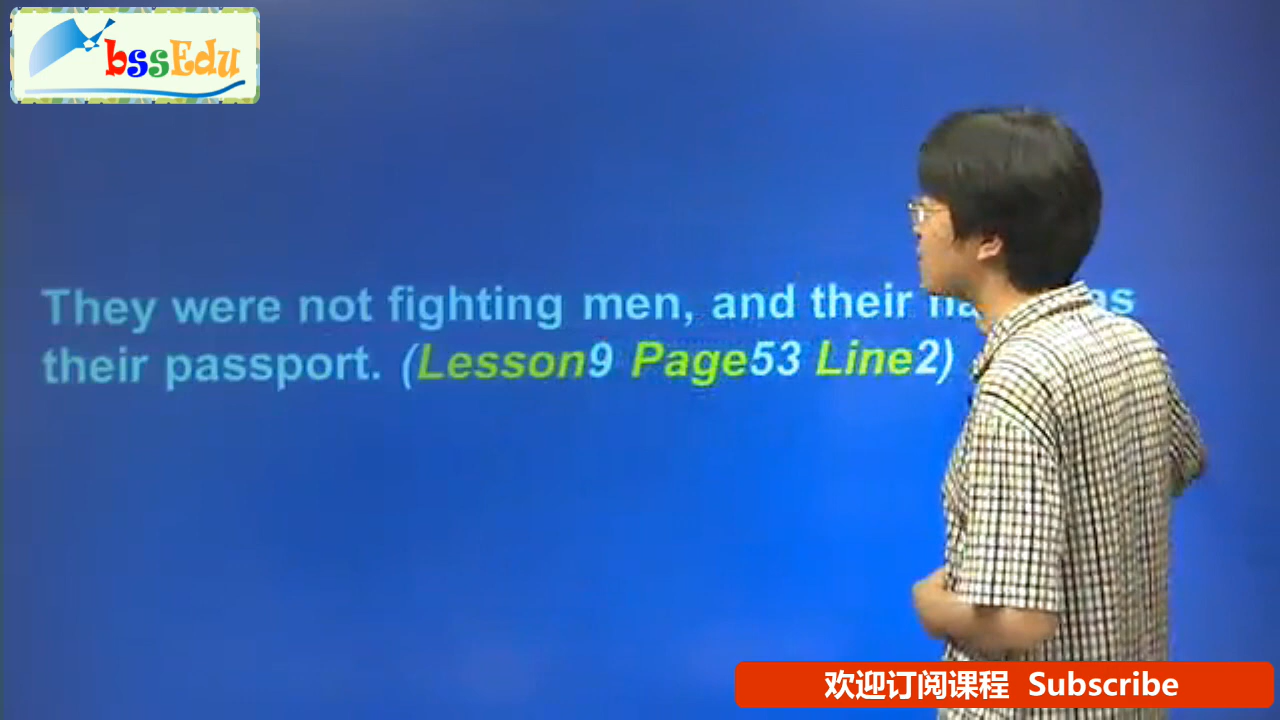 bssEdu
They were not fighting men, and their as
their passport. (Lesson9 Page53 Line2)
欢迎订阅课程 Subscribe